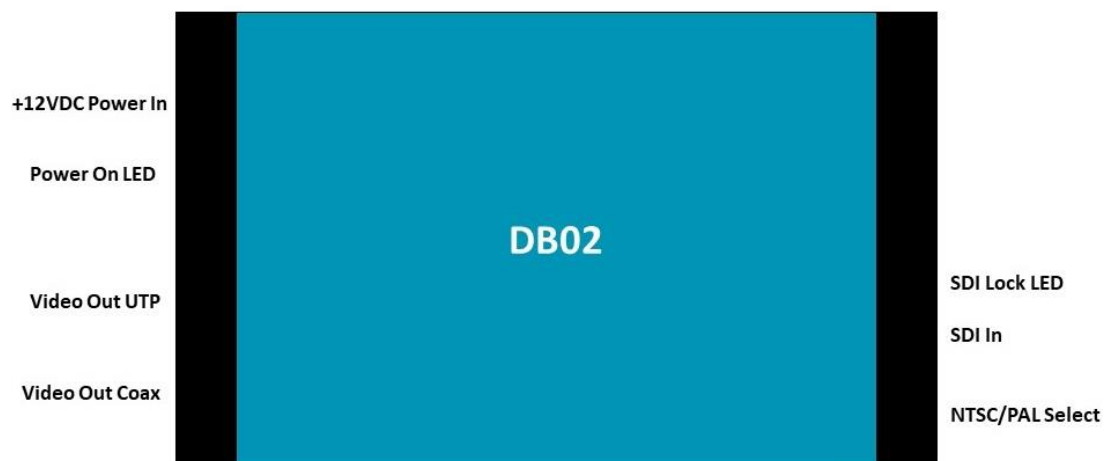 +12VDC Power In
Power On LED
DB02
Video Out UTP
Video Out Coax
SDI Lock LED
SDI In
NTSC/PAL Select